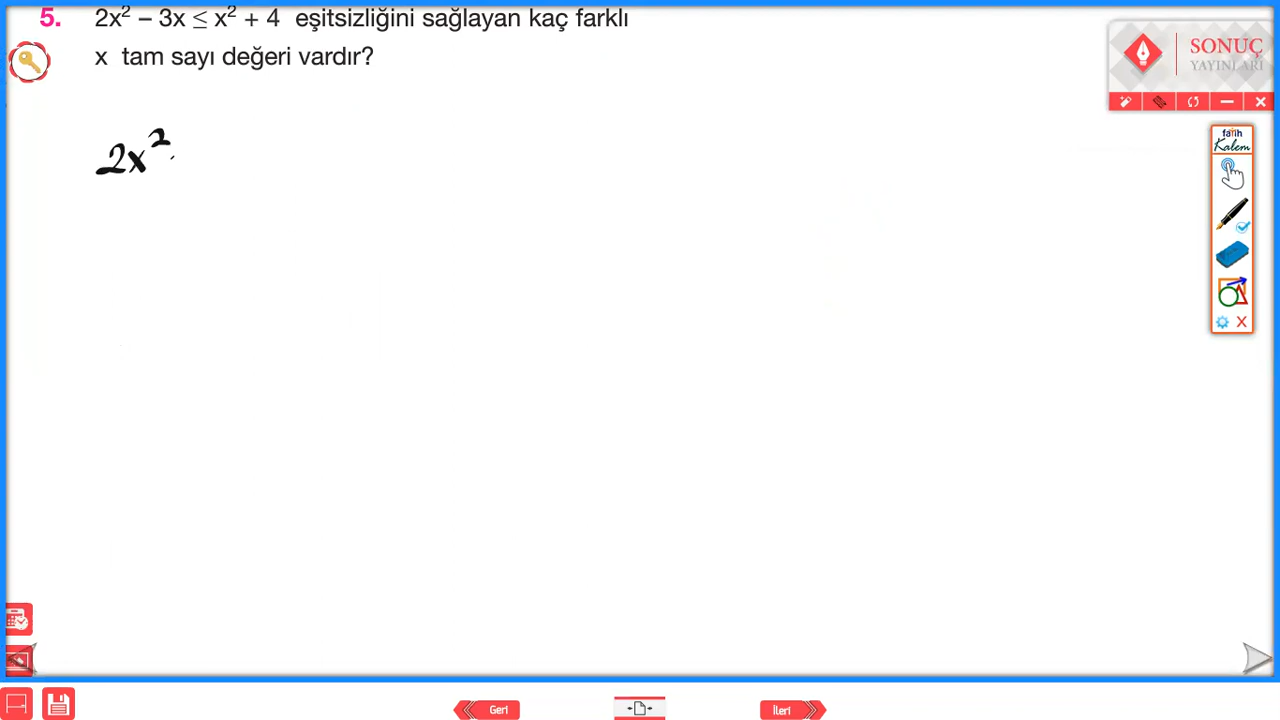 5. 2x² – 3x ≤ x² + 4 eşitsizliğini sağlayan kaç farklı
x tam sayı değeri vardır?
2x²
SONUÇ
YAYINLARI
fatih
Kalem
Geri
İleri